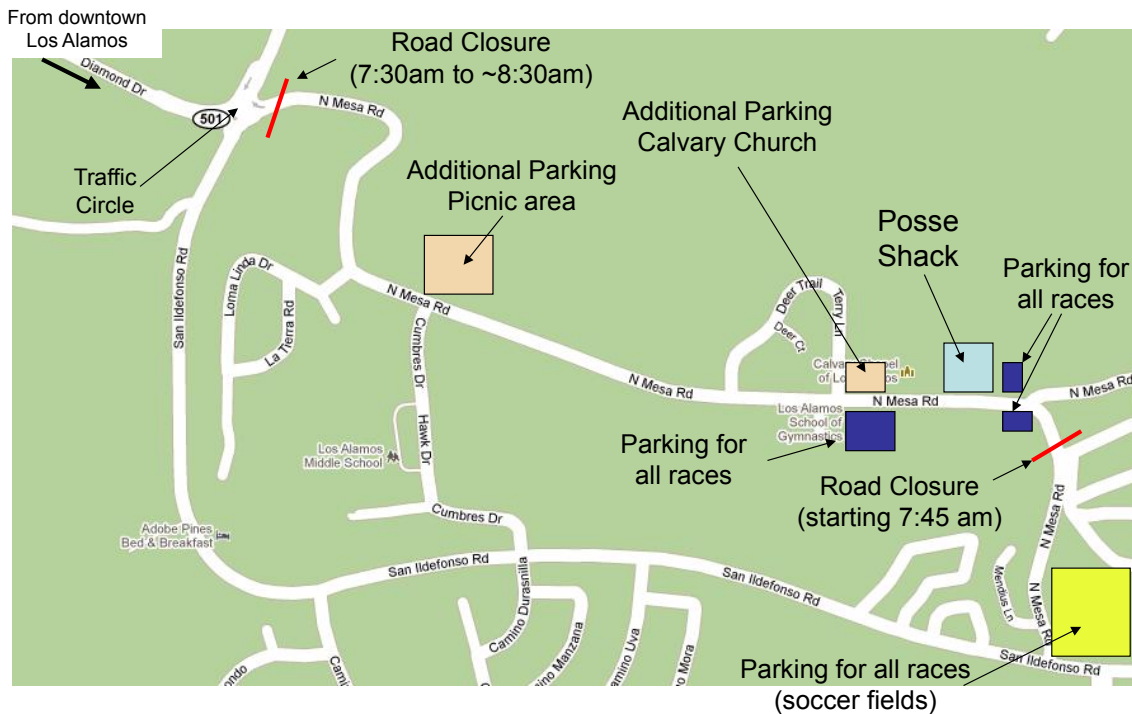 From downtown
Los Alamos
Diamond Dr
501
Traffic
Circle
Road Closure
(7:30am to ~8:30am)
N Mesa Rd
Additional Parking
Picnic area
Additional Parking
Calvary Church
Posse
Shack
Parking for
all races
San Ildefonso Rd
Loma Linda Dr
La Tierra Rd
N Mesa Rd
Cumbres Dr
Hawk Dr
Deer Trail
Deer Ct
Terry Ln
N Mesa Rd
N Mesa Rd
N Mesa Rd
Los Alamos
School of
Gymnastics
Los Alamos
Middle School
Parking for
all races
Road Closure
(starting 7:45 am)
N Mesa Rd
Cumbres Dr
Adobe Pines
Bed & Breakfast
San Ildefonso Rd
San Ildefonso Rd
Mendius Ln
N Mesa Rd
Camino Durasnilla
Camino Manzana
Camino Uva
Mora
San Ildefonso Rd
Parking for all races
(soccer fields)